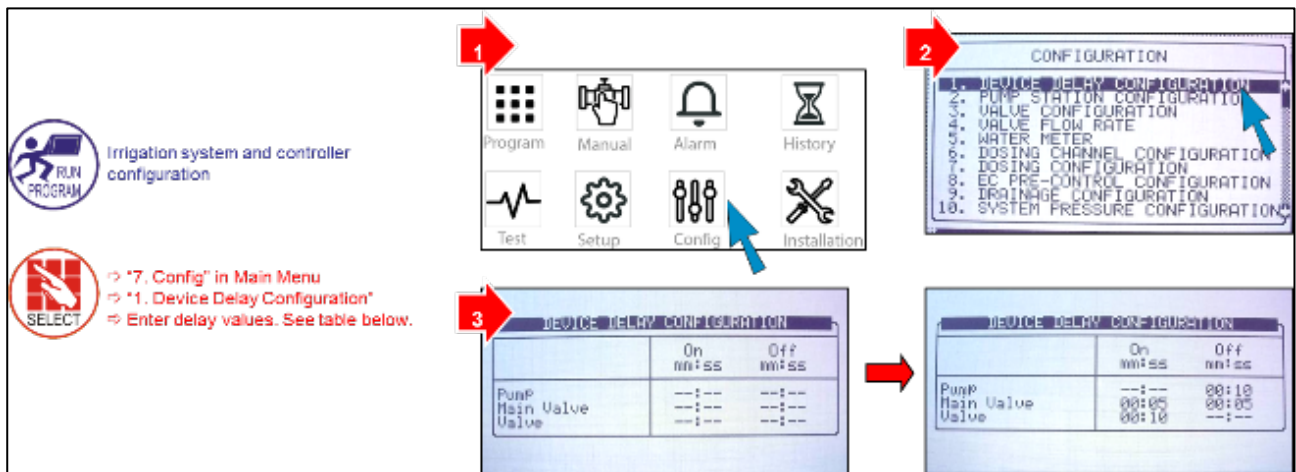 RUN
PROGRAM
Irrigation system and controller
configuration
SELECT
⇨ "7. Config" in Main Menu
⇨ "1. Device Delay Configuration"
⇨ Enter delay values. See table below.
1
Program Manual Alarm History
Test Setup Config Installation
2
CONFIGURATION
1. DEVICE DELAY CONFIGURATION
2. PUMP STATION CONFIGURATION
3. VALVE CONFIGURATION
4. VALVE FLOW RATE
5. WATER METER
6. DOSING CHANNEL CONFIGURATION
7. DOSING CONFIGURATION
8. EC PRE-CONTROL CONFIGURATION
9. DRAINAGE CONFIGURATION
10. SYSTEM PRESSURE CONFIGURATION
3
DEVICE DELAY CONFIGURATION
On Off
mm:ss mm:ss
Pump --:-- --:--
Main Valve --:-- --:--
Valve --:-- --:--
DEVICE DELAY CONFIGURATION
On Off
mm:ss mm:ss
Pump --:-- 00:10
Main Valve 00:05 00:05
Valve 00:10 --:--